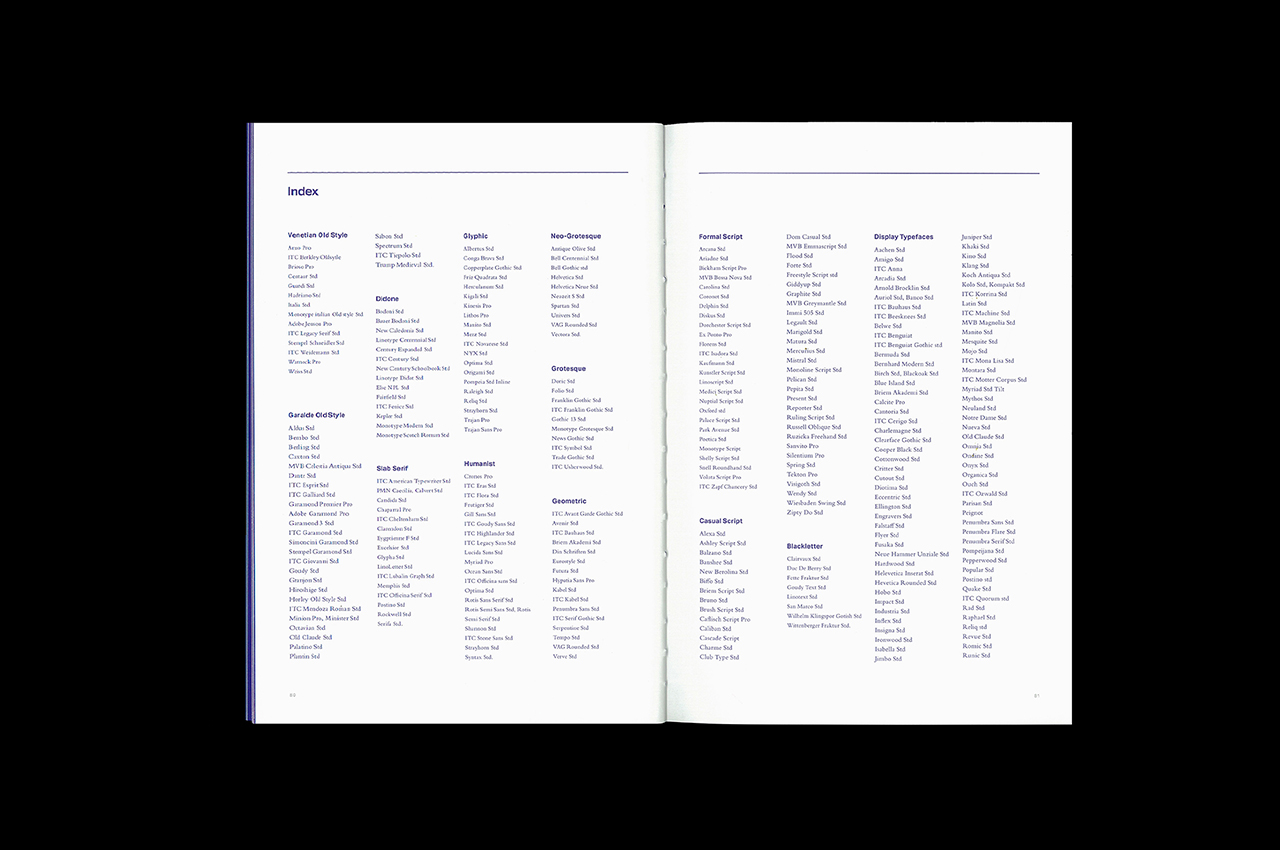 Index
Venetian Old Style
Arno Pro
ITC Berkley Oldsytle
Brioso Pro
Centaur Std
Guardi Std
Hadriano Std
Italia Std
Monotype italian Old style Std
Adobe Jenson Pro
ITC Legacy Serif Std
Stempel Schneidler Std
ITC Weidemann Std
Warnock Pro
Weiss Std
Garalde Old Style
Aldus Std
Bembo Std
Berling Std
Caxton Std
MVB Celestia Antiqua Std
Dante Std
ITC Esprit Std
ITC Galliard Std
Garamond Premier Pro
Adobe Garamond Pro
Garamond 3 Std
ITC Garamond Std
Simoncini Garamond Std
Stempel Garamond Std
ITC Giovanni Std
Goudy Std
Granjon Std
Hiroshige Std
Horley Old Style Std
ITC Mendoza Roman Std
Minion Pro, Minister Std
Octavian Std
Old Claude Std
Palatino Std
Plantin Std
Sabon Std
Spectrum Std
ITC Tiepolo Std
Trump Medieval Std.
Didone
Bodoni Std
Bauer Bodoni Std
New Caledonia Std
Linotype Centennial Std
Century Expanded Std
ITC Century Std
New Century Schoolbook Std
Linotype Didot Std
Else NPL Std
Fairfield Std
ITC Fenice Std
Kepler Std
Monotype Modern Std
Monotype Scotch Roman Std
Slab Serif
ITC American Typewriter Std
PMN Caecilia, Calvert Std
Candida Std
Chaparral Pro
ITC Cheltenham Std
Clarendon Std
Egyptienne F Std
Excelsior Std
Glypha Std
LinoLetter Std
ITC Lubalin Graph Std
Memphis Std
ITC Officina Serif Std
Postino Std
Rockwell Std
Serifa Std.
Glyphic
Albertus Std
Conga Brava Std
Copperplate Gothic Std
Friz Quadrata Std
Herculanum Std
Kigali Std
Kinesis Pro
Lithos Pro
Manito Std
Mezz Std
ITC Novarese Std
NYX Std
Optima Std
Origami Std
Pompeia Std Inline
Raleigh Std
Reliq Std
Strayhorn Std
Trajan Pro
Trajan Sans Pro
Humanist
Cronos Pro
ITC Eras Std
ITC Flora Std
Frutiger Std
Gill Sans Std
ITC Goudy Sans Std
ITC Highlander Std
ITC Legacy Sans Std
Lucida Sans Std
Myriad Pro
Ocean Sans Std
ITC Officina sans Std
Optima Std
Rotis Sans Serif Std
Rotis Semi Sans Std, Rotis
Semi Serif Std
Shannon Std
ITC Stone Sans Std
Strayhorn Std
Syntax Std.
Neo-Grotesque
Antique Olive Std
Bell Centennial Std
Bell Gothic std
Helvetica Std
Helvetica Neue Std
Neuzeit S Std
Spartan Std
Univers Std
VAG Rounded Std
Vectora Std
Grotesque
Doric Std
Folio Std
Franklin Gothic Std
ITC Franklin Gothic Std
Gothic 13 Std
Monotype Grotesque Std
News Gothic Std
ITC Symbol Std
Trade Gothic Std
ITC Usherwood Std.
Geometric
ITC Avant Garde Gothic Std
Avenir Std
ITC Bauhaus Std
Briem Akademi Std
Din Schriften Std
Eurostyle Std
Futura Std
Hypatia Sans Pro
Kabel Std
ITC Kabel Std
Penumbra Sans Std
ITC Serif Gothic Std
Serpentine Std
Tempo Std
VAG Rounded Std
Verve Std
90
Formal Script
Arcana Std
Ariadne Std
Bickham Script Pro
MVB Bossa Nova Std
Carolina Std
Coronet Std
Delphin Std
Diskus Std
Dorchester Script Std
Ex Ponto Pro
Florens Std
ITC Isadora Std
Kaufmann Std
Kunstler Script Std
Linoscript Std
Medici Script Std
Nuptial Script Std
Oxford std
Palace Script Std
Park Avenue Std
Poetica Std
Monotype Script
Shelly Script Std
Snell Roundhand Std
Voluta Script Pro
ITC Zapf Chancery Std
Casual Script
Alexa Std
Ashley Script Std
Balzano Std
Banshee Std
New Berolina Std
Biffo Std
Briem Script Std
Bruno Std
Brush Script Std
Caflisch Script Pro
Caliban Std
Cascade Script
Charme Std
Club Type Std
Dom Casual Std
MVB Emmascript Std
Flood Std
Forte Std
Freestyle Script std
Giddyup Std
Graphite Std
MVB Greymantle Std
Immi 505 Std
Legault Std
Marigold Std
Matura Std
Mercurius Std
Mistral Std
Monoline Script Std
Pelican Std
Pepita Std
Present Std
Reporter Std
Ruling Script Std
Russell Oblique Std
Ruzicka Freehand Std
Sanvito Pro
Silentium Pro
Spring Std
Tekton Pro
Visigoth Std
Wendy Std
Wiesbaden Swing Std
Zipty Do Std
Blackletter
Clairvaux Std
Duc De Berry Std
Fette Fraktur Std
Goudy Text Std
Linotext Std
San Marco Std
Wilhelm Klingspor Gotish Std
Wittenberger Fraktur Std.
Display Typefaces
Aachen Std
Amigo Std
ITC Anna
Arcadia Std
Arnold Broeklin Std
Auriol Std, Banco Std
ITC Bauhaus Std
ITC Beesknees Std
Belwe Std
ITC Benguiat
ITC Benguiat Gothic std
Bermuda Std
Bernhard Modern Std
Birch Std, Blackoak Std
Blue Island Std
Briem Akademi Std
Calcite Pro
Cantoria Std
ITC Cerigo Std
Charlemagne Std
Clearface Gothic Std
Cooper Black Std
Cottonwood Std
Critter Std
Cutout Std
Diotima Std
Eccentric Std
Ellington Std
Engravers Std
Falstaff Std
Flyer Std
Fusaka Std
Neue Hammer Unziale Std
Hardwood Std
Helevetica Inserat Std
Hevetica Rounded Std
Hobo Std
Impact Std
Industria Std
Inflex Std
Insigna Std
Ironwood Std
Isabella Std
Jimbo Std
Juniper Std
Khaki Std
Kino Std
Klang Std
Koch Antiqua Std
Kolo Std, Kompakt Std
ITC Korrina Std
Latin Std
ITC Machine Std
MVB Magnolia Std
Manito Std
Mesquite Std
Mojo Std
ITC Mona Lisa Std
Montara Std
ITC Motter Corpus Std
Myriad Std Tilt
Mythos Std
Neuland Std
Notre Dame Std
Nueva Std
Old Claude Std
Omnia Std
Ondine Std
Onyx Std
Organica Std
Ouch Std
ITC Ozwald Std
Parisan Std
Peignot
Penumbra Sans Std
Penumbra Flare Std
Penumbra Serif Std
Pompeijana Std
Pepperwood Std
Popular Std
Postino std
Quake Std
ITC Quorum std
Rad Std
Raphael Std
Reliq std
Revue Std
Romic Std
Runic Std
91